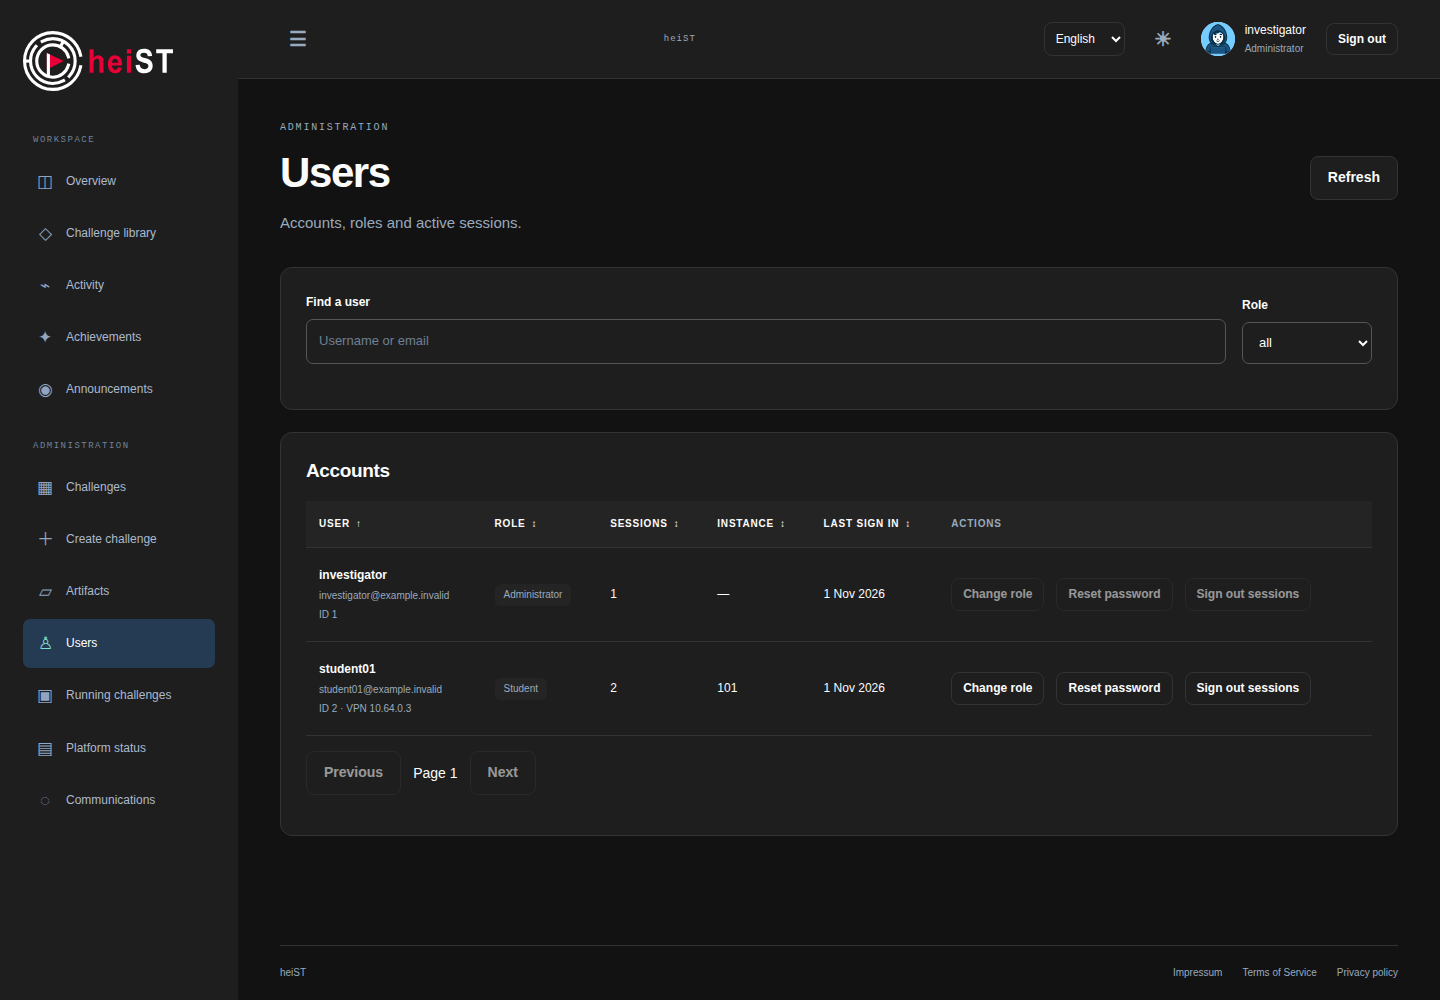 heiST
WORKSPACE
Overview
Challenge library
Activity
Achievements
Announcements
ADMINISTRATION
Challenges
Create challenge
Artifacts
Users
Running challenges
Platform status
Communications
heiST
English
investigator
Administrator
Sign out
ADMINISTRATION
Users
Refresh
Accounts, roles and active sessions.
Find a user
Role
Username or email
all
Accounts
USER ↑ ROLE ↕ SESSIONS ↕ INSTANCE ↕ LAST SIGN IN ↕ ACTIONS
investigator
investigator@example.invalid
ID 1
Administrator 1 — 1 Nov 2026 Change role Reset password Sign out sessions
student01
student01@example.invalid
ID 2 · VPN 10.64.0.3
Student 2 101 1 Nov 2026 Change role Reset password Sign out sessions
Previous Page 1 Next
heiST
Impressum Terms of Service Privacy policy